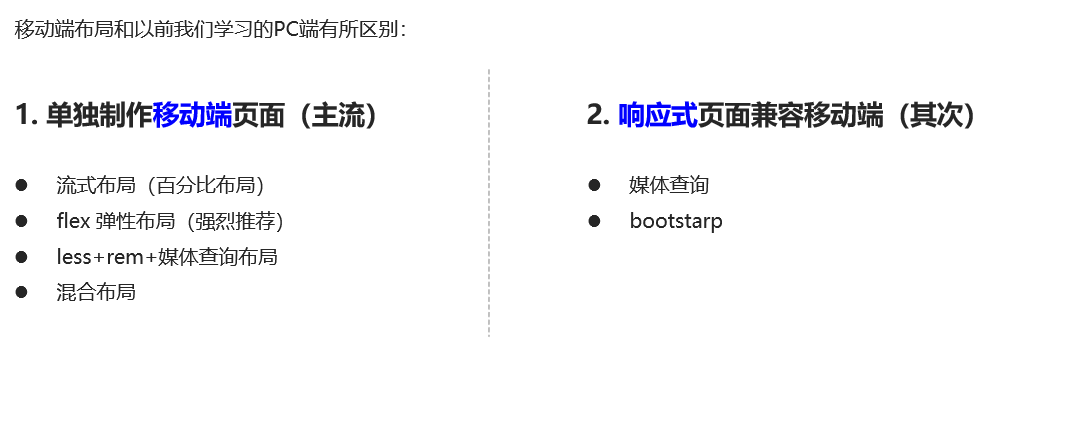 移动端布局和以前我们学习的PC端有所区别：
1. 单独制作移动端页面（主流）
● 流式布局（百分比布局）
● flex 弹性布局（强烈推荐）
● less+rem+媒体查询布局
● 混合布局
2. 响应式页面兼容移动端（其次）
● 媒体查询
● bootstarp